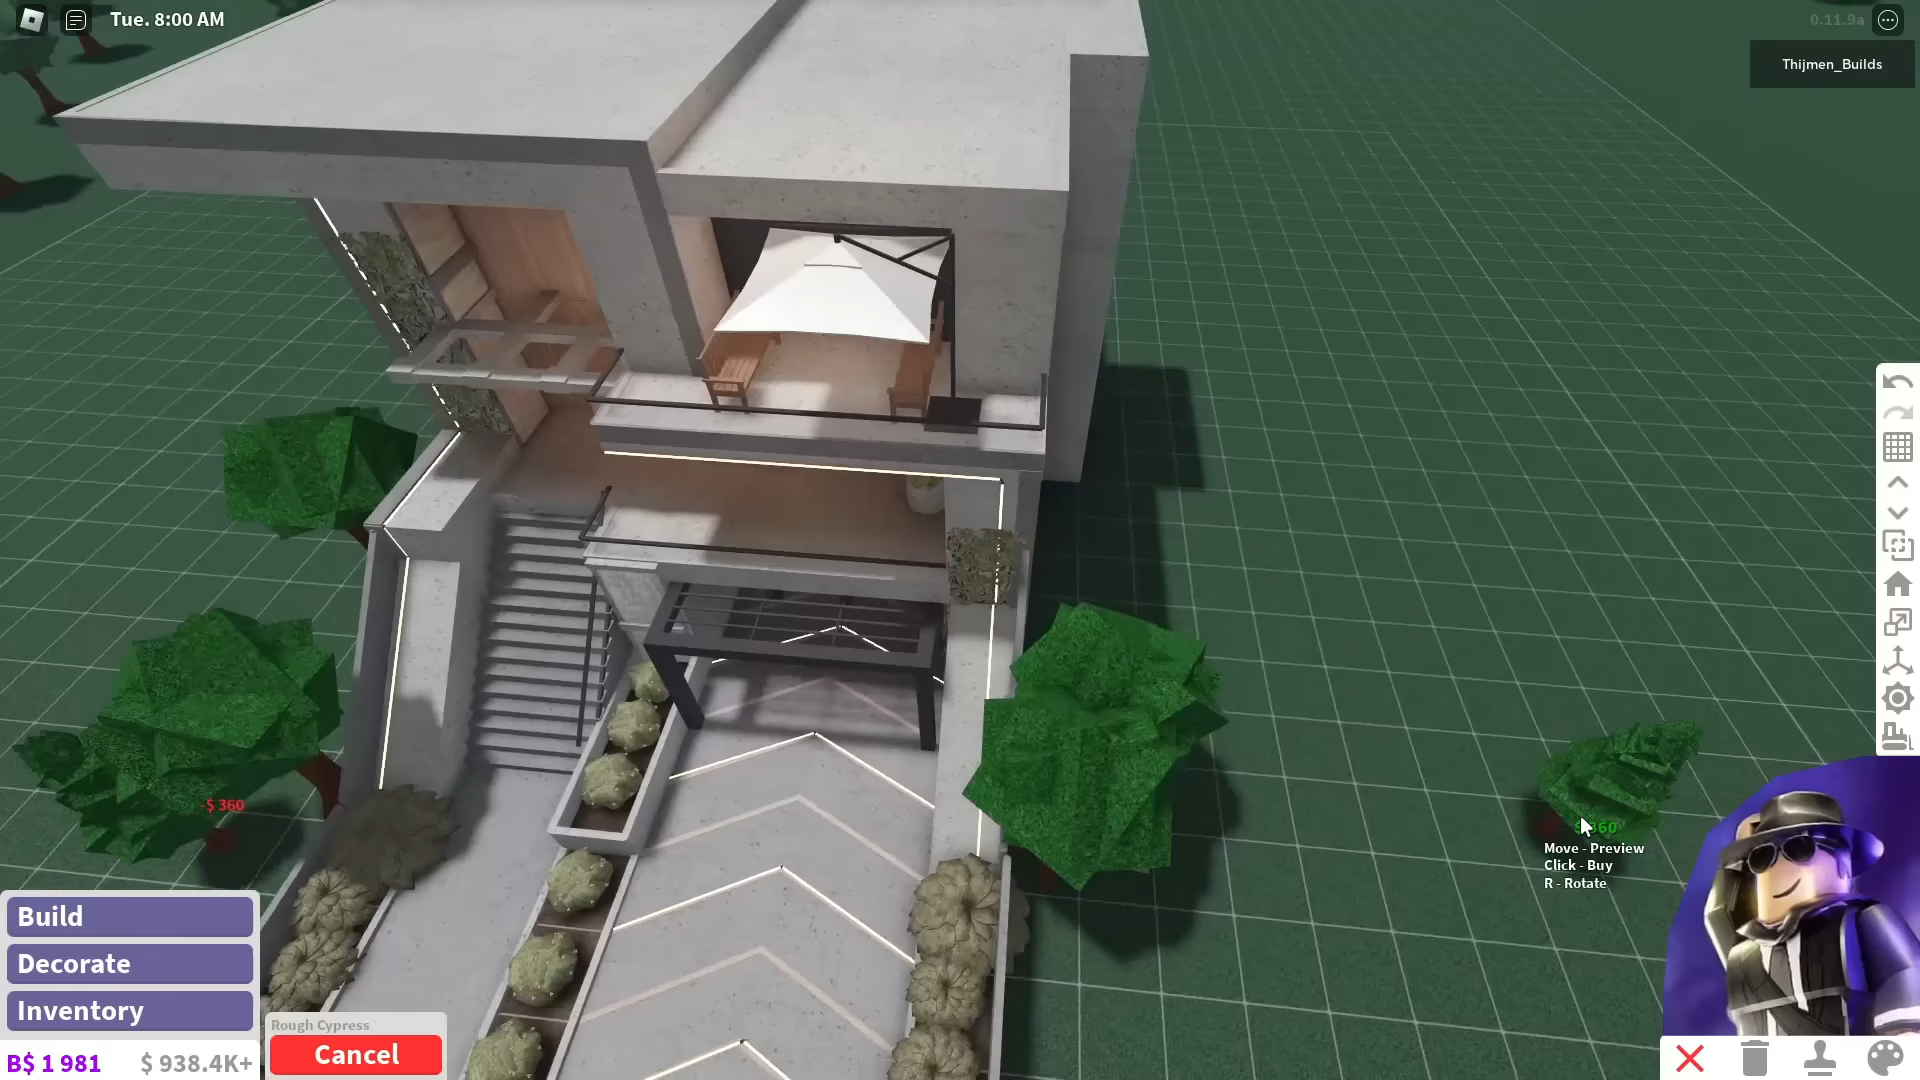 Tue. 8:00 AM
0.11.9a
Thijmen_Builds
-$ 360
Move - Preview
Click - Buy
R - Rotate
Build
Decorate
Inventory
Rough Cypress
Cancel
B$ 1 981
$ 938.4K+